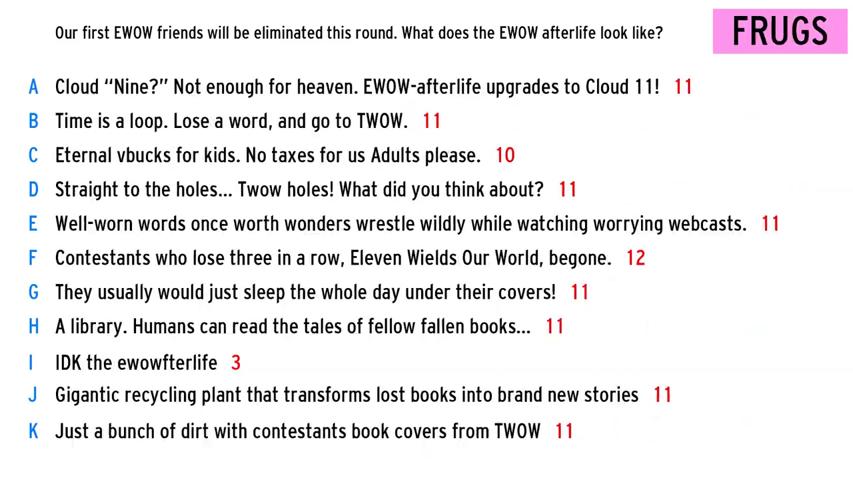 Our first EWOW friends will be eliminated this round. What does the EWOW afterlife look like?
FRUGS
A Cloud “Nine?” Not enough for heaven. EWOW-afterlife upgrades to Cloud 11! 11
B Time is a loop. Lose a word, and go to TWOW. 11
C Eternal vbucks for kids. No taxes for us Adults please. 10
D Straight to the holes... Twow holes! What did you think about? 11
E Well-worn words once worth wonders wrestle wildly while watching worrying webcasts. 11
F Contestants who lose three in a row, Eleven Wields Our World, begone. 12
G They usually would just sleep the whole day under their covers! 11
H A library. Humans can read the tales of fellow fallen books... 11
I IDK the ewowfterlife 3
J Gigantic recycling plant that transforms lost books into brand new stories 11
K Just a bunch of dirt with contestants book covers from TWOW 11